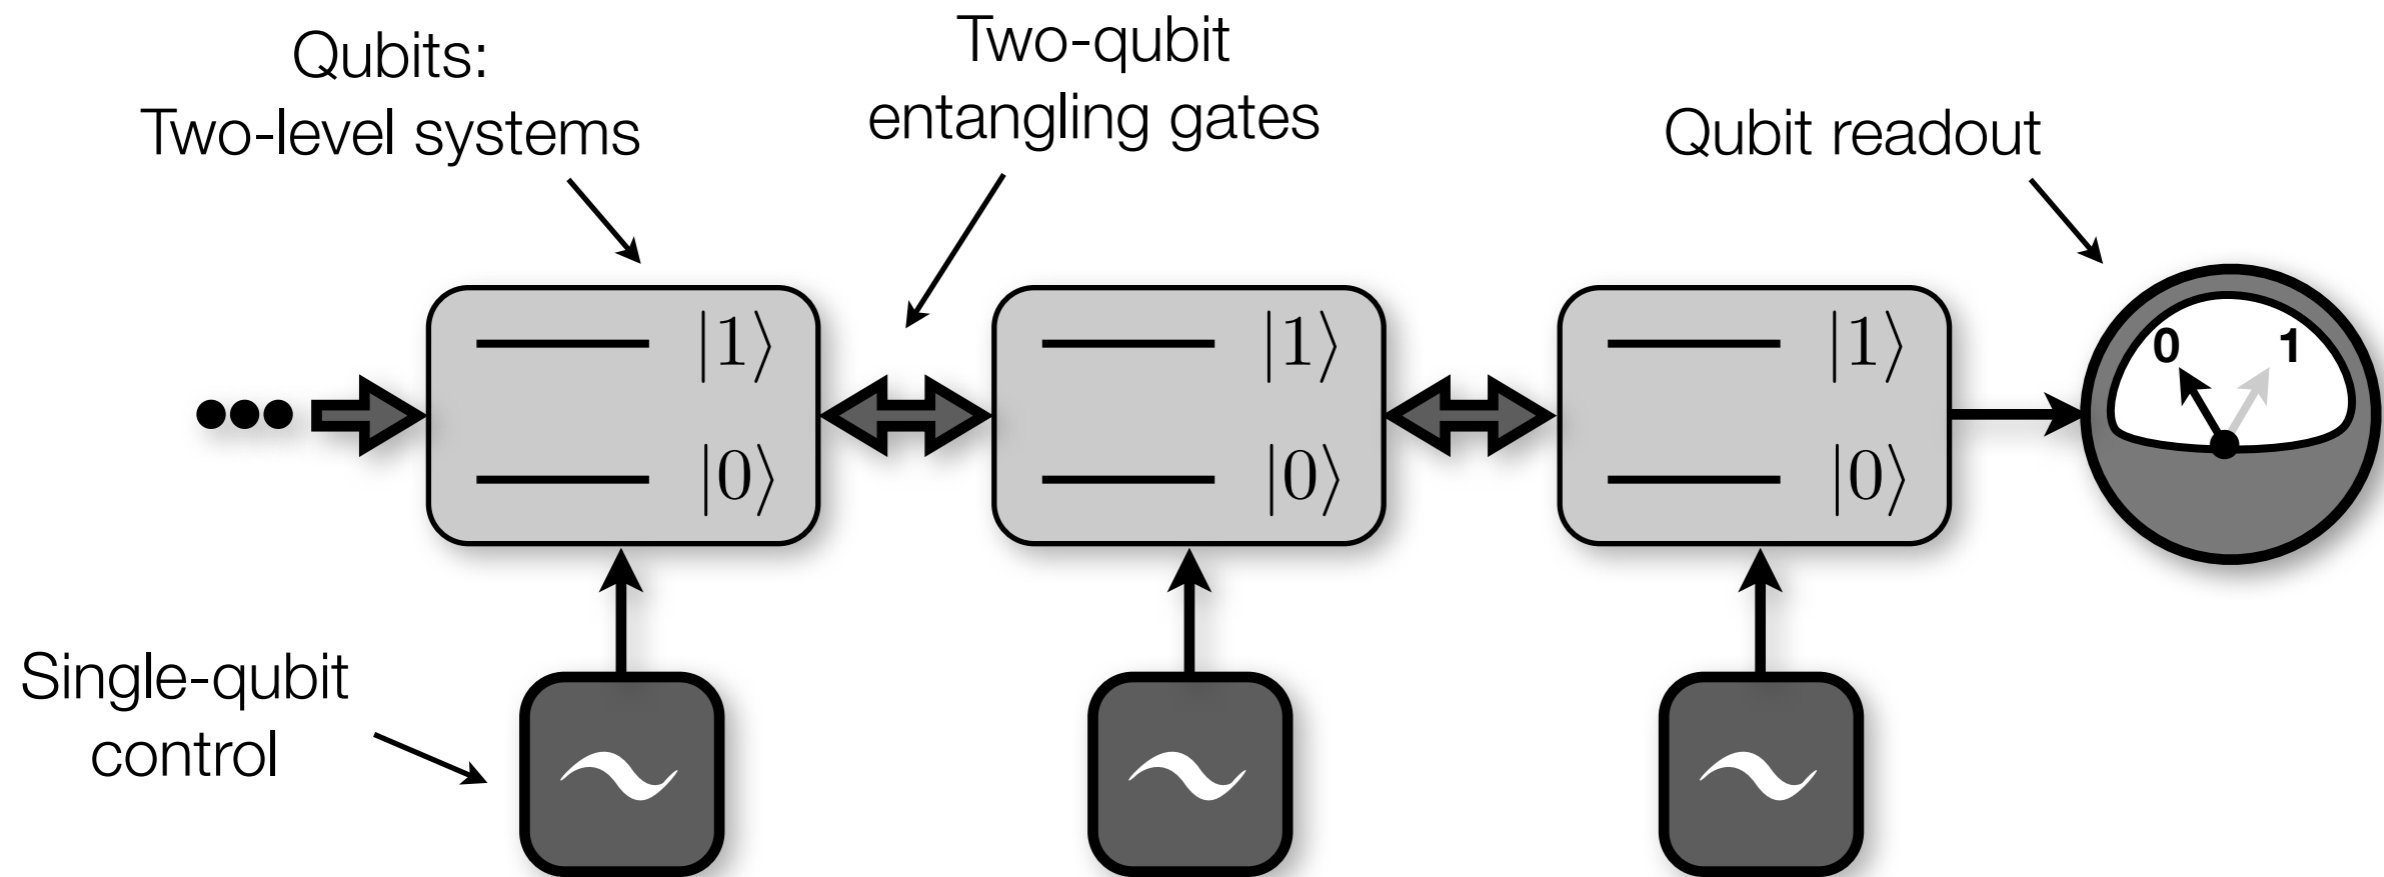 Qubits:
Two-level systems
Two-qubit
entangling gates
Qubit readout
|1⟩
|0⟩
|1⟩
|0⟩
|1⟩
|0⟩
0 1
Single-qubit
control